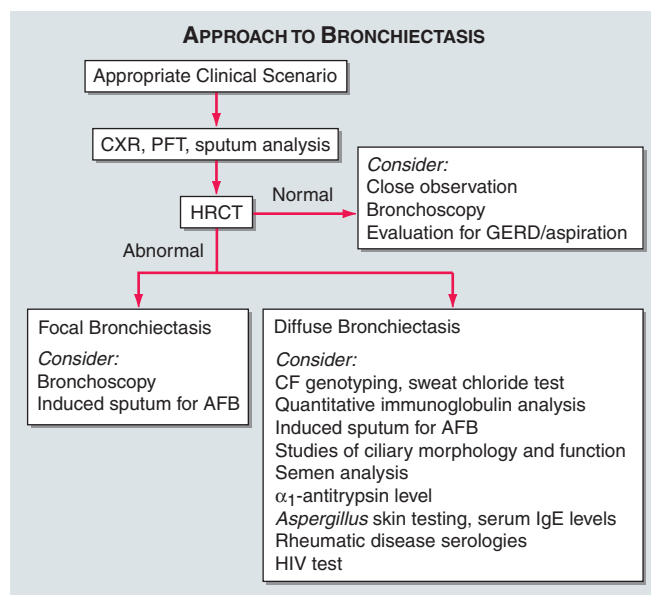 APPROACH TO BRONCHIECTASIS
Appropriate Clinical Scenario
CXR, PFT, sputum analysis
HRCT
Normal
Consider:
Close observation
Bronchoscopy
Evaluation for GERD/aspiration
Abnormal
Focal Bronchiectasis
Consider:
Bronchoscopy
Induced sputum for AFB
Diffuse Bronchiectasis
Consider:
CF genotyping, sweat chloride test
Quantitative immunoglobulin analysis
Induced sputum for AFB
Studies of ciliary morphology and function
Semen analysis
α₁-antitrypsin level
Aspergillus skin testing, serum IgE levels
Rheumatic disease serologies
HIV test